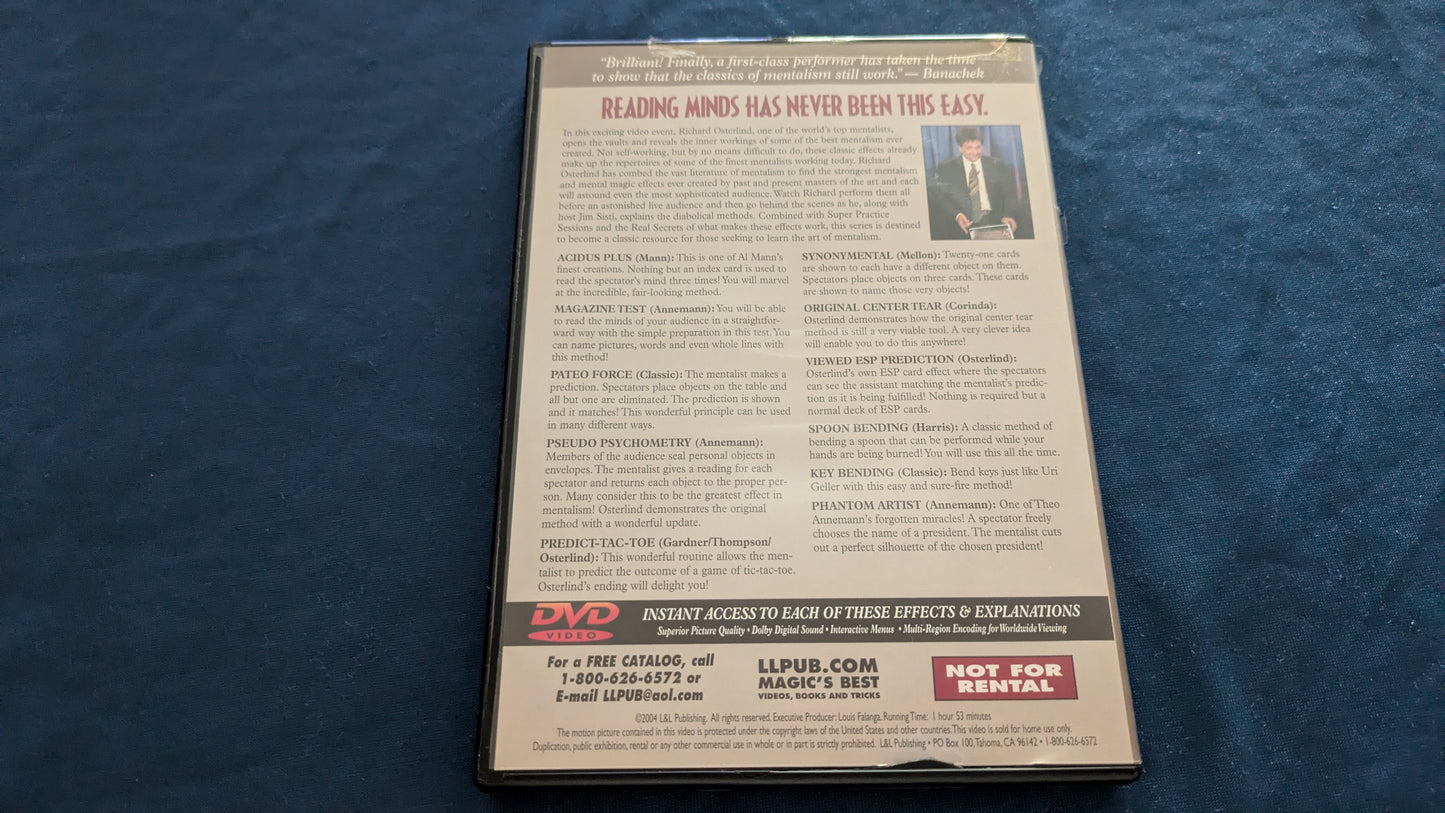 "Brilliant! Finally, a first-class performer has taken the time
to show that the classics of mentalism still work." — Banachek
READING MINDS HAS NEVER BEEN THIS EASY.
In this exciting video event, Richard Osterlind, one of the world's top mentalists,
opens the vaults and reveals the inner workings of some of the best mentalism ever
created. Not self-working, but by no means difficult to do, these classic effects already
make up the repertoires of some of the finest mentalists working today. Richard
Osterlind has combed the vast literature of mentalism to find the strongest mentalism
and mental magic effects ever created by past and present masters of the art and each
will astound even the most sophisticated audience. Watch Richard perform them all
before an astonished live audience and then go behind the scenes as he, along with
host Jim Sisti, explains the diabolical methods. Combined with Super Practice
Sessions and the Real Secrets of what makes these effects work, this series is destined
to become a classic resource for those seeking to learn the art of mentalism.
ACIDUS PLUS (Mann): This is one of Al Mann's
finest creations. Nothing but an index card is used to
read the spectator's mind three times! You will marvel
at the incredible, fair-looking method.
MAGAZINE TEST (Annemann): You will be able
to read the minds of your audience in a straightfor-
ward way with the simple preparation in this test. You
can name pictures, words and even whole lines with
this method!
PATEO FORCE (Classic): The mentalist makes a
prediction. Spectators place objects on the table and
all but one are eliminated. The prediction is shown
and it matches! This wonderful principle can be used
in many different ways.
PSEUDO PSYCHOMETRY (Annemann):
Members of the audience seal personal objects in
envelopes. The mentalist gives a reading for each
spectator and returns each object to the proper per-
son. Many consider this to be the greatest effect in
mentalism! Osterlind demonstrates the original
method with a wonderful update.
PREDICT-TAC-TOE (Gardner/Thompson/
Osterlind): This wonderful routine allows the men-
talist to predict the outcome of a game of tic-tac-toe.
Osterlind's ending will delight you!
SYNONYMENTAL (Mellon): Twenty-one cards
are shown to each have a different object on them.
Spectators place objects on three cards. These cards
are shown to name those very objects!
ORIGINAL CENTER TEAR (Corinda):
Osterlind demonstrates how the original center tear
method is still a very viable tool. A very clever idea
will enable you to do this anywhere!
VIEWED ESP PREDICTION (Osterlind):
Osterlind's own ESP card effect where the spectators
can see the assistant matching the mentalist's predic-
tion as it is being fulfilled! Nothing is required but a
normal deck of ESP cards.
SPOON BENDING (Harris): A classic method of
bending a spoon that can be performed while your
hands are being burned! You will use this all the time.
KEY BENDING (Classic): Bend keys just like Uri
Geller with this easy and sure-fire method!
PHANTOM ARTIST (Annemann): One of Theo
Annemann's forgotten miracles! A spectator freely
chooses the name of a president. The mentalist cuts
out a perfect silhouette of the chosen president!
DVD
VIDEO
INSTANT ACCESS TO EACH OF THESE EFFECTS & EXPLANATIONS
Superior Picture Quality • Dolby Digital Sound • Interactive Menus • Multi-Region Encoding for Worldwide Viewing
For a FREE CATALOG, call
1-800-626-6572 or
E-mail LLPUB@aol.com
LLPUB.COM
MAGIC'S BEST
VIDEOS, BOOKS AND TRICKS
NOT FOR
RENTAL
©2004 L&L Publishing. All rights reserved. Executive Producer: Louis Falanga. Running Time: 1 hour 53 minutes
The motion picture contained in this video is protected under the copyright laws of the United States and other countries. This video is sold for home use only.
Duplication, public exhibition, rental or any other commercial use in whole or in part is strictly prohibited. L&L Publishing • PO Box 100, Tahoma, CA 96142 • 1-800-626-6572